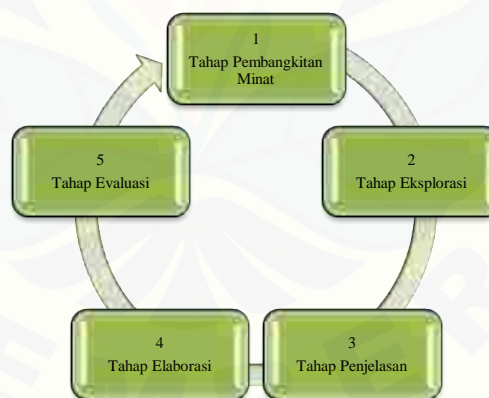 1
Tahap Pembangkitan
Minat
2
Tahap Eksplorasi
3
Tahap Penjelasan
4
Tahap Elaborasi
5
Tahap Evaluasi